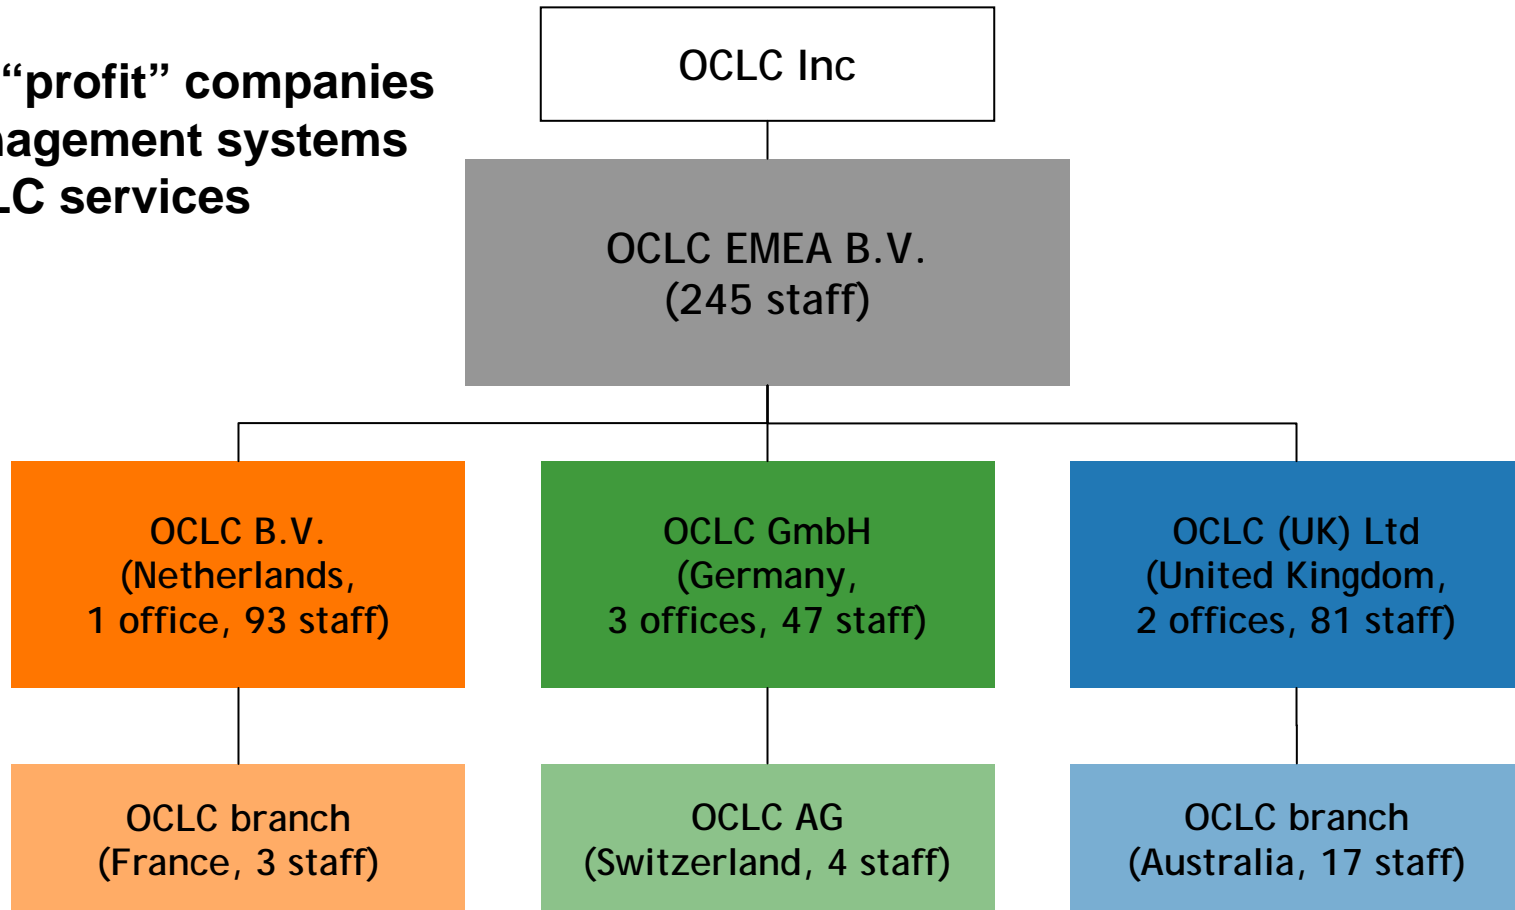 “profit” companies
management systems
OCLC services
OCLC Inc
OCLC EMEA B.V.
(245 staff)
OCLC B.V.
(Netherlands,
1 office, 93 staff)
OCLC GmbH
(Germany,
3 offices, 47 staff)
OCLC (UK) Ltd
(United Kingdom,
2 offices, 81 staff)
OCLC branch
(France, 3 staff)
OCLC AG
(Switzerland, 4 staff)
OCLC branch
(Australia, 17 staff)